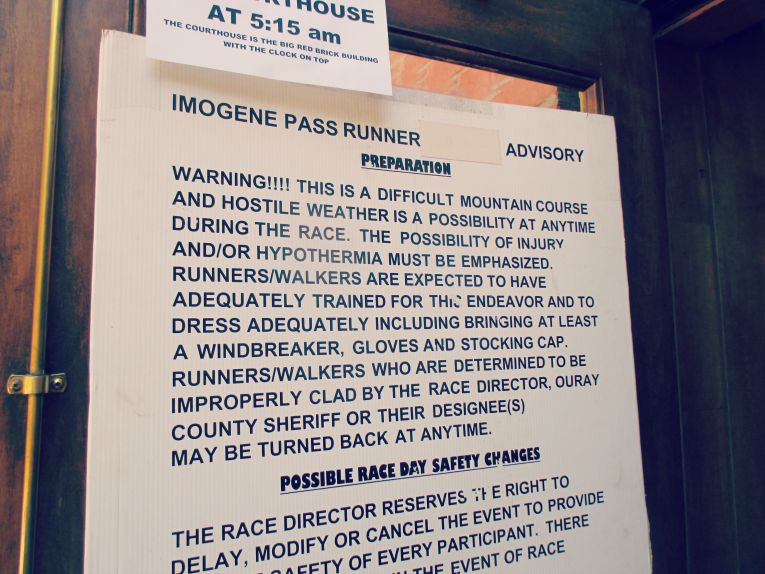 AT 5:15 am
THE COURTHOUSE IS THE BIG RED BRICK BUILDING
WITH THE CLOCK ON TOP
IMOGENE PASS RUNNER ADVISORY
PREPARATION
WARNING!!!! THIS IS A DIFFICULT MOUNTAIN COURSE
AND HOSTILE WEATHER IS A POSSIBILITY AT ANYTIME
DURING THE RACE. THE POSSIBILITY OF INJURY
AND/OR HYPOTHERMIA MUST BE EMPHASIZED.
RUNNERS/WALKERS ARE EXPECTED TO HAVE
ADEQUATELY TRAINED FOR THIS ENDEAVOR AND TO
DRESS ADEQUATELY INCLUDING BRINGING AT LEAST
A WINDBREAKER, GLOVES AND STOCKING CAP.
RUNNERS/WALKERS WHO ARE DETERMINED TO BE
IMPROPERLY CLAD BY THE RACE DIRECTOR, OURAY
COUNTY SHERIFF OR THEIR DESIGNEE(S)
MAY BE TURNED BACK AT ANYTIME.
POSSIBLE RACE DAY SAFETY CHANGES
THE RACE DIRECTOR RESERVES THE RIGHT TO
DELAY, MODIFY OR CANCEL THE EVENT TO PROVIDE
SAFETY OF EVERY PARTICIPANT. THERE
THE EVENT OF RACE